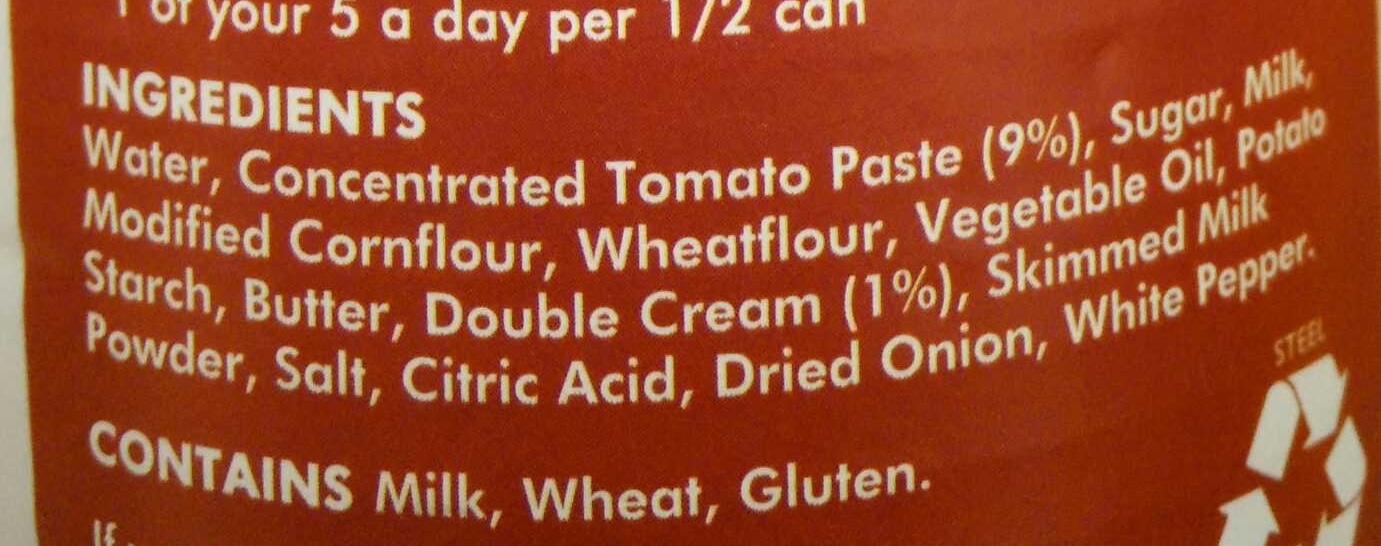 1 of your 5 a day per 1/2 can
INGREDIENTS
Water, Concentrated Tomato Paste (9%), Sugar, Milk,
Modified Cornflour, Wheatflour, Vegetable Oil, Potato
Starch, Butter, Double Cream (1%), Skimmed Milk
Powder, Salt, Citric Acid, Dried Onion, White Pepper.
STEEL
CONTAINS Milk, Wheat, Gluten.
If